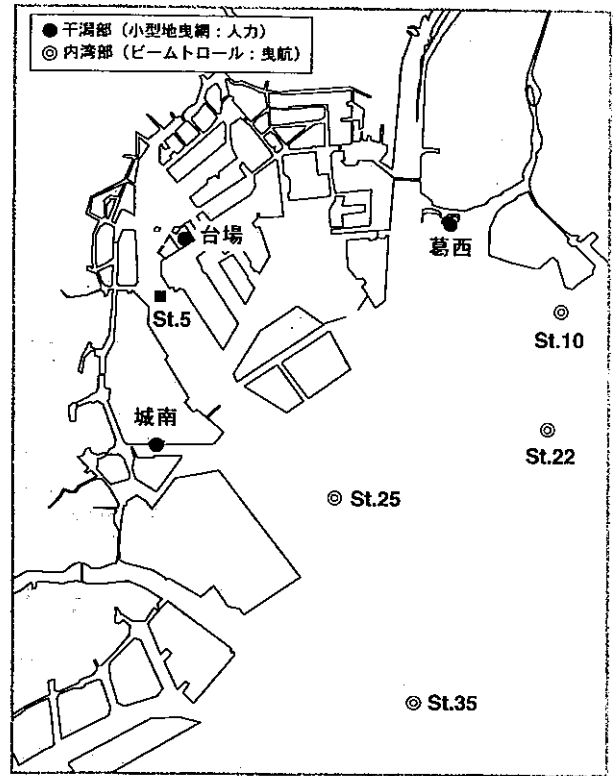 ● 干潟部（小型地曳網：人力）
◎ 内湾部（ビームトロール：曳航）
台場
葛西
St.5
St.10
城南
St.22
St.25
St.35